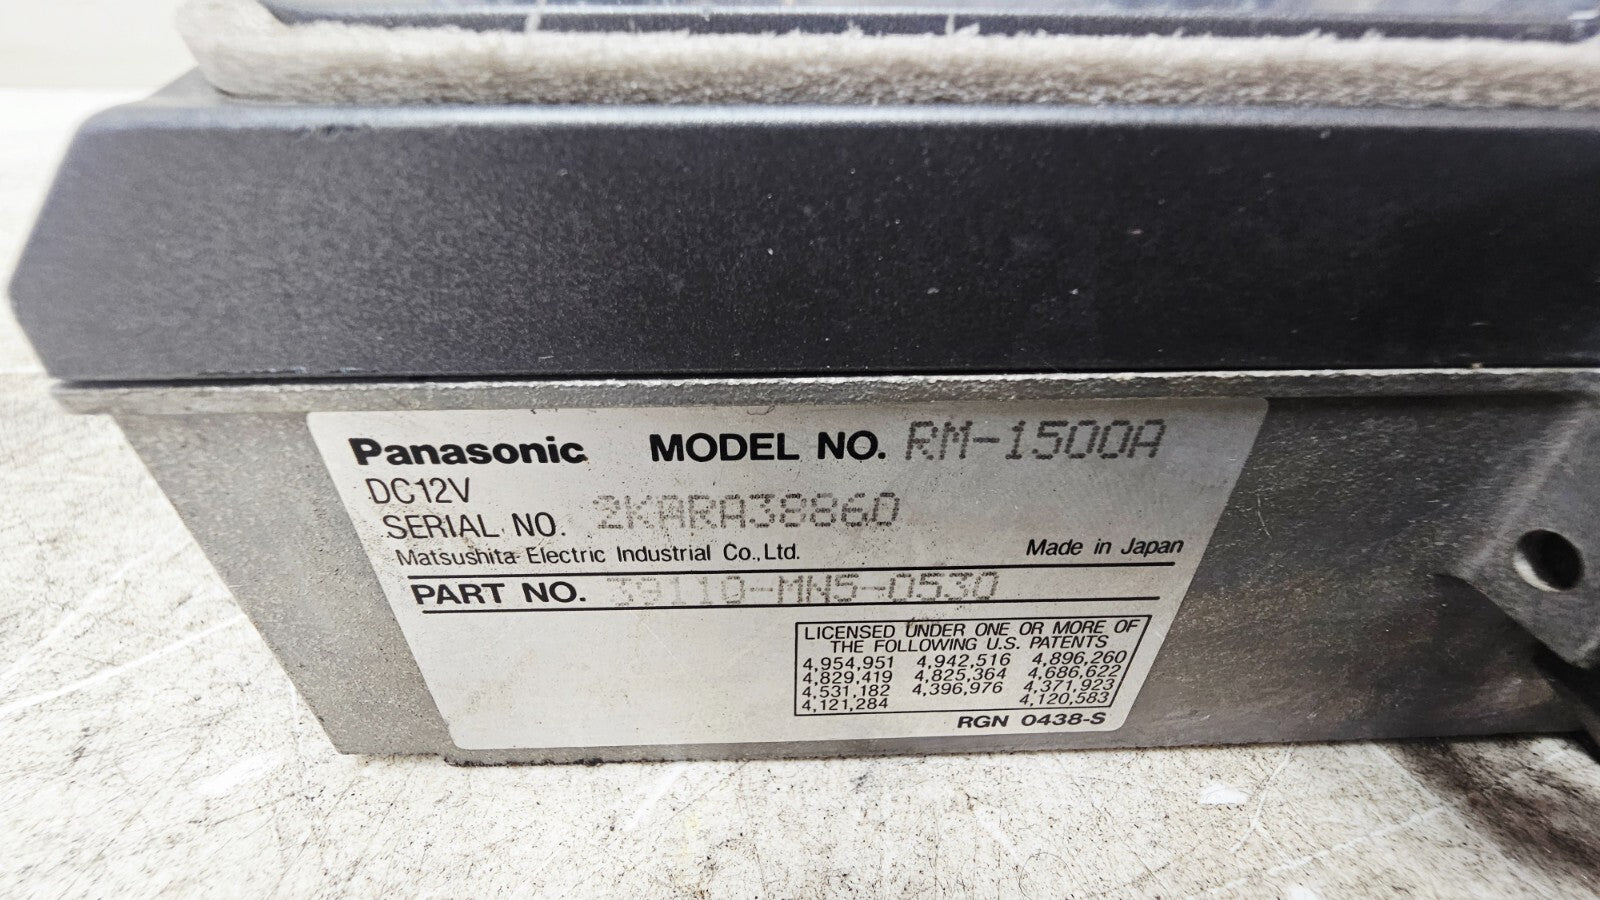 Panasonic MODEL NO. RM-1500A
DC12V
SERIAL NO. 2KARA38860
Matsushita Electric Industrial Co., Ltd. Made in Japan
PART NO. 39110-MN5-0530
LICENSED UNDER ONE OR MORE OF
THE FOLLOWING U.S. PATENTS
4,954,951 4,942,516 4,896,260
4,829,419 4,825,364 4,686,622
4,531,182 4,396,976 4,371,923
4,121,284 4,120,583
RGN 0438-S